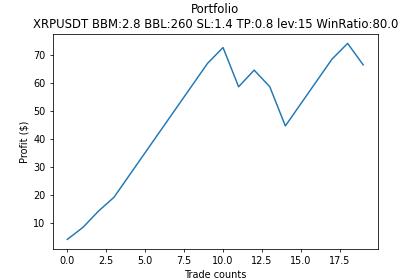 Portfolio
XRPUSDT BBM:2.8 BBL:260 SL:1.4 TP:0.8 lev:15 WinRatio:80.0
70
60
50
40
30
20
10
Profit ($)
0.0 2.5 5.0 7.5 10.0 12.5 15.0 17.5
Trade counts